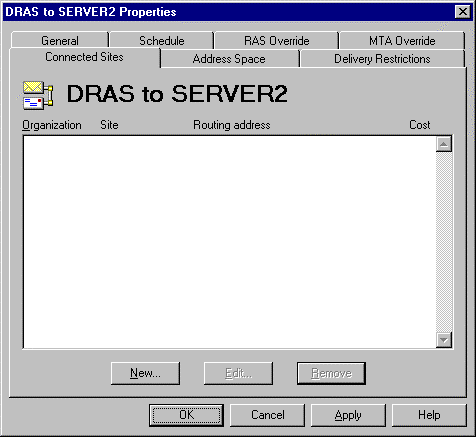 DRAS to SERVER2 Properties
General Schedule RAS Override MTA Override
Connected Sites Address Space Delivery Restrictions
DRAS to SERVER2
Organization Site Routing address Cost
New... Edit... Remove
OK Cancel Apply Help